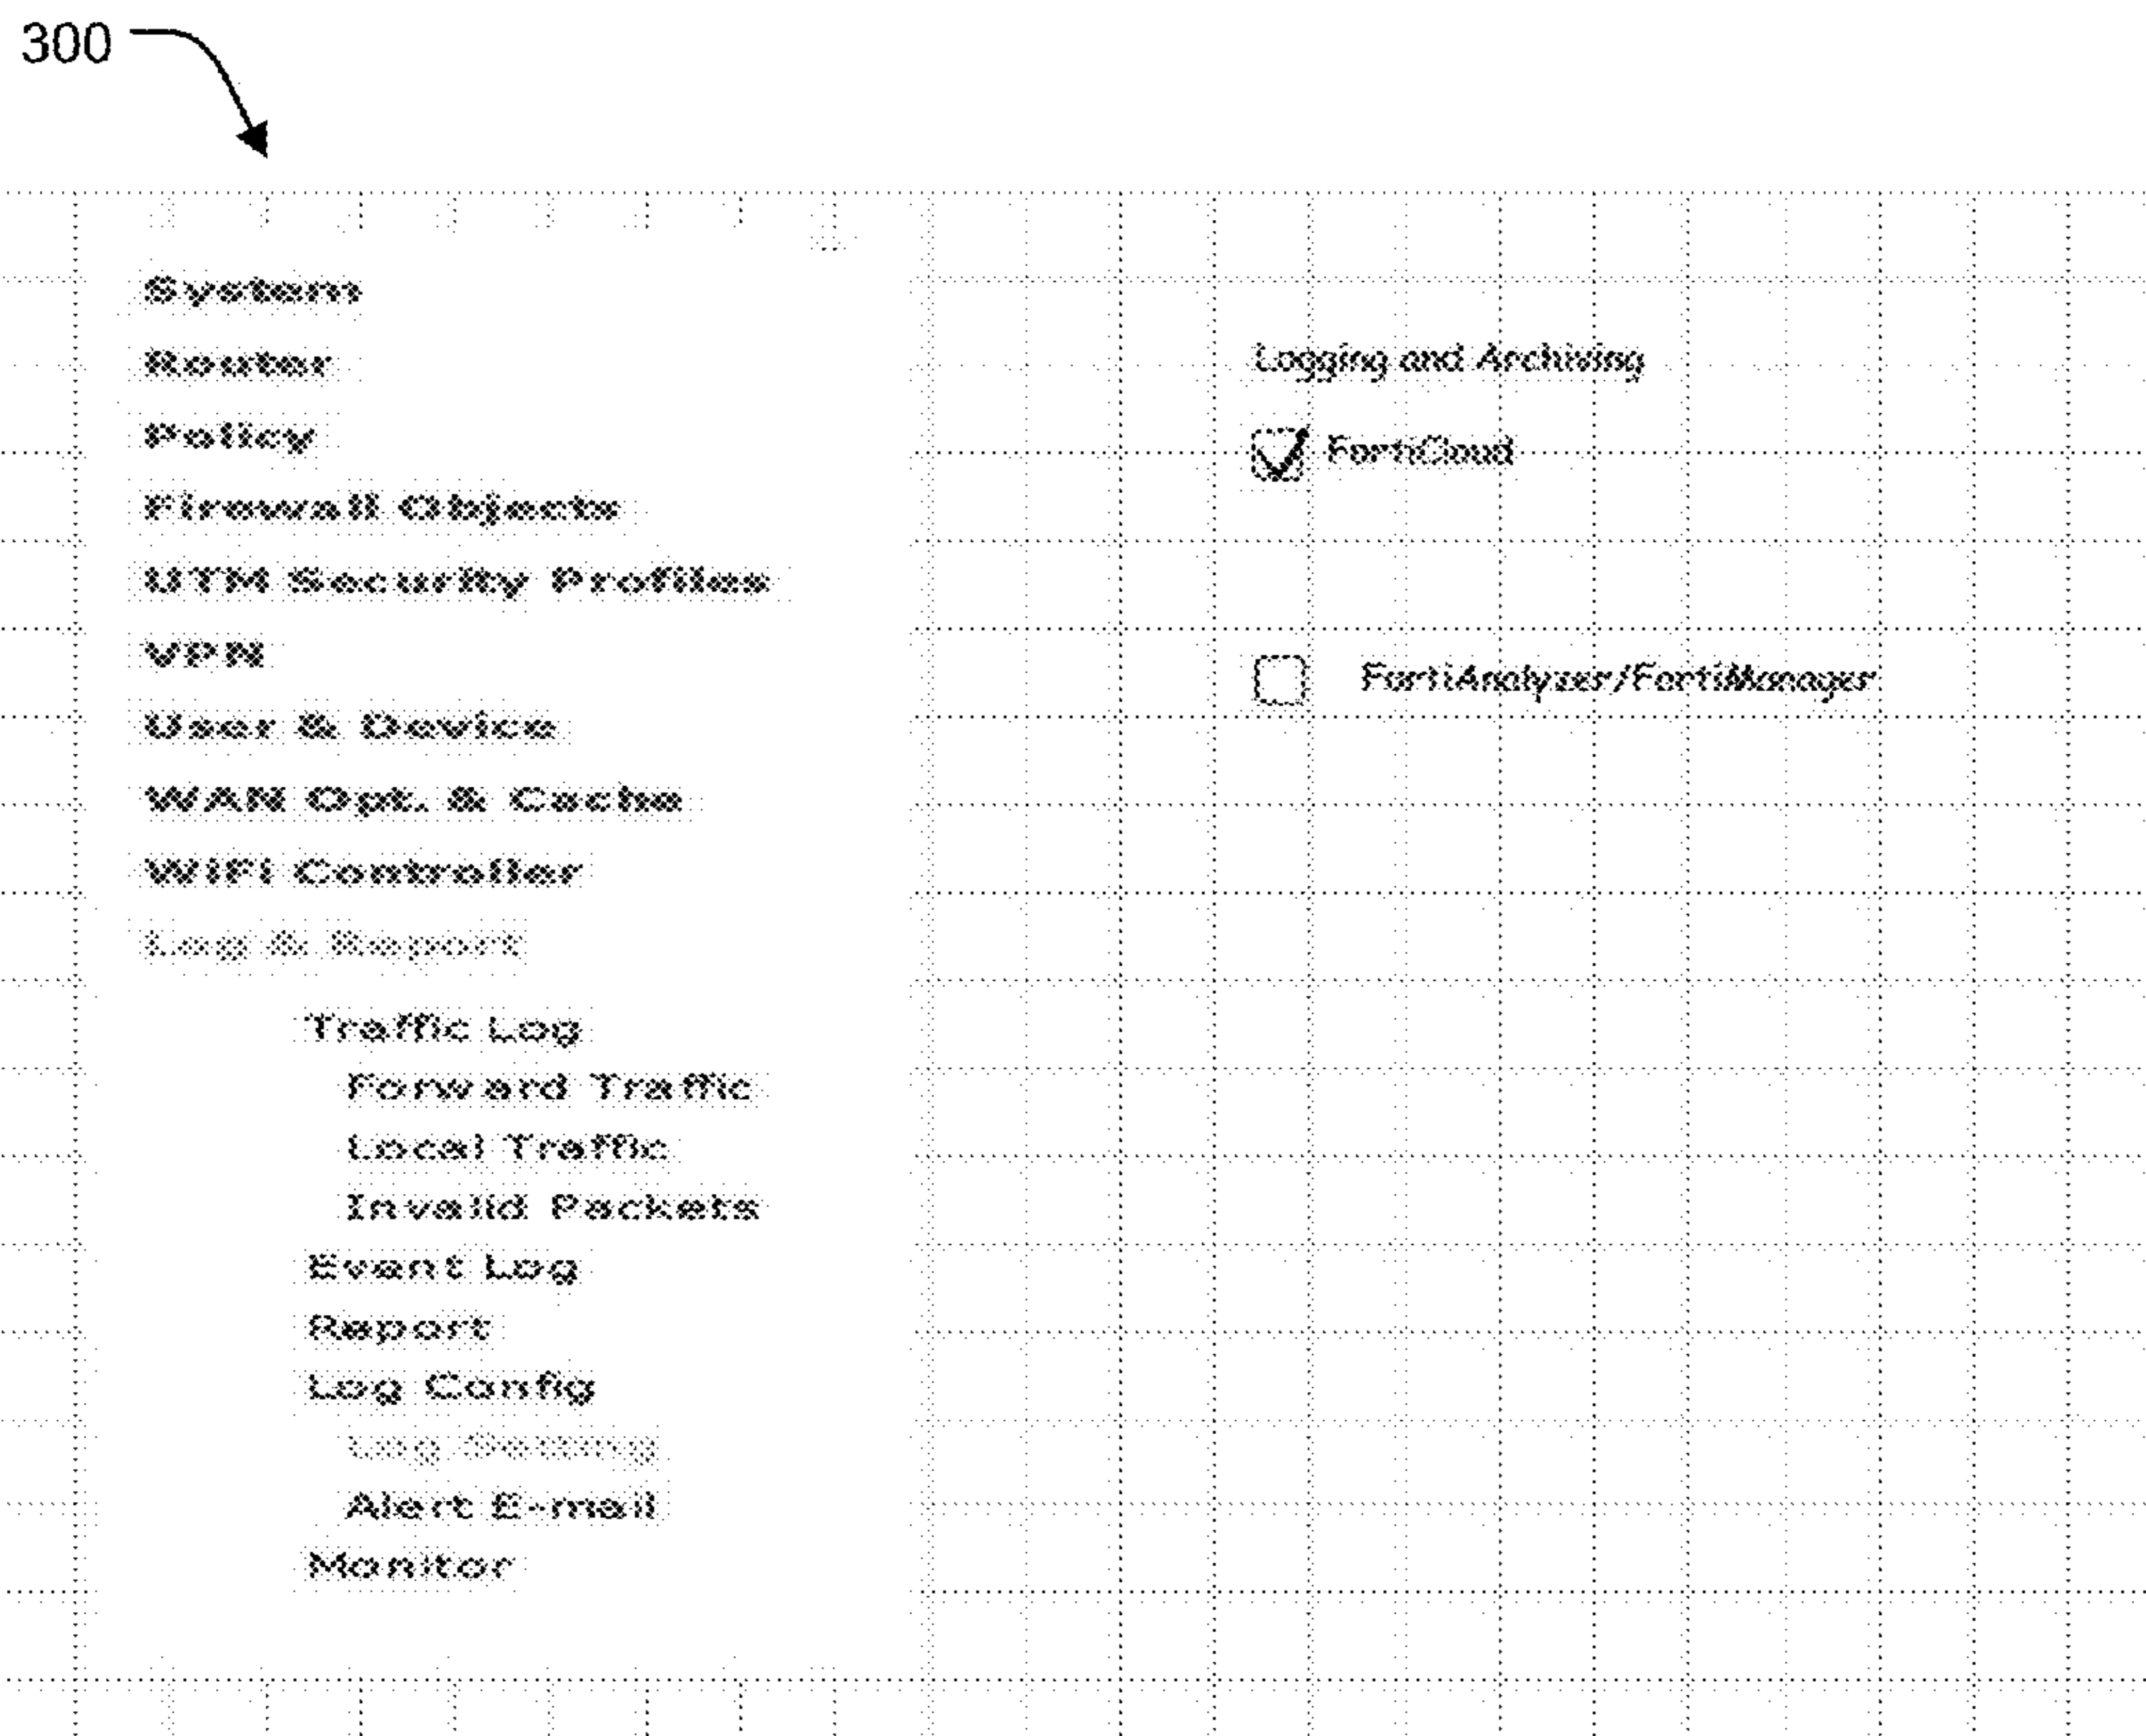 300
System
Router
Policy
Firewall Objects
UTM Security Profiles
VPN
User & Device
WAN Opt. & Cache
WiFi Controller
Log & Report
Traffic Log
Forward Traffic
Local Traffic
Invalid Packets
Event Log
Report
Log Config
Log Setting
Alert E-mail
Monitor
Logging and Archiving
FortiCloud
FortiAnalyzer/FortiManager